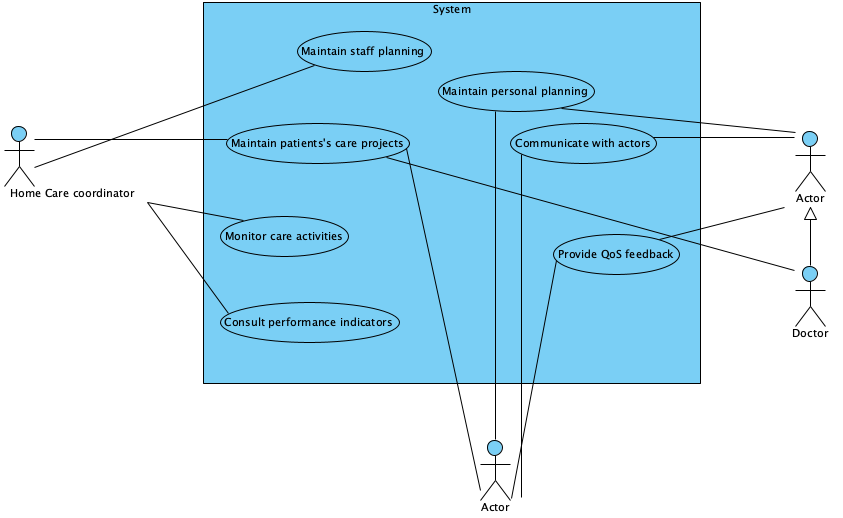 System
Maintain staff planning
Maintain personal planning
Maintain patients's care projects
Communicate with actors
Home Care coordinator
Actor
Monitor care activities
Provide QoS feedback
Consult performance indicators
Doctor
Actor